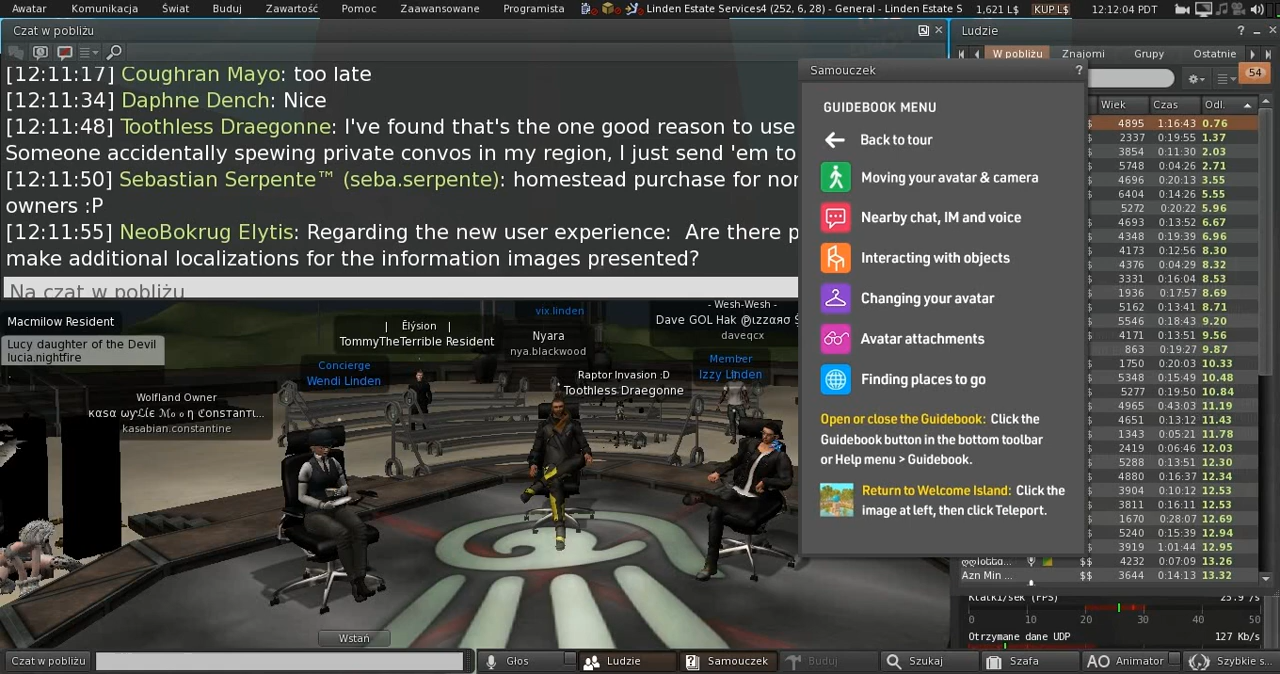 Awatar Komunikacja Świat Buduj Zawartość Pomoc Zaawansowane Programista Linden Estate Services4 (252, 6, 28) - General - Linden Estate S 1,621 L$ KUP L$ 12:12:04 PDT
Czat w pobliżu
[12:11:17] Coughran Mayo: too late
[12:11:34] Daphne Dench: Nice
[12:11:48] Toothless Draegonne: I've found that's the one good reason to use
Someone accidentally spewing private convos in my region, I just send 'em to
[12:11:50] Sebastian Serpente™ (seba.serpente): homestead purchase for non
owners :P
[12:11:55] NeoBokrug Elytis: Regarding the new user experience: Are there p
make additional localizations for the information images presented?
Na czat w pobliżu
Samouczek ?
GUIDEBOOK MENU
Back to tour
Moving your avatar & camera
Nearby chat, IM and voice
Interacting with objects
Changing your avatar
Avatar attachments
Finding places to go
Open or close the Guidebook: Click the
Guidebook button in the bottom toolbar
or Help menu > Guidebook.
Return to Welcome Island: Click the
image at left, then click Teleport.
Ludzie
W pobliżu Znajomi Grupy Ostatnie
54
Wiek Czas Odl.
4895 1:16:43 0.76
2337 0:19:55 1.37
3854 0:11:30 2.03
5748 0:04:26 2.71
4696 0:20:13 3.55
6404 0:14:26 5.55
5272 0:20:22 5.96
4693 0:13:52 6.67
4348 0:19:39 6.96
4173 0:12:56 8.30
4376 0:04:29 8.32
3331 0:16:04 8.53
1936 0:17:57 8.69
5162 0:13:41 8.71
5546 0:18:43 9.20
4171 0:13:51 9.56
863 0:19:27 9.87
1750 0:20:03 10.33
5348 0:15:49 10.48
5277 0:19:50 10.84
4965 0:43:03 11.19
4651 0:13:12 11.43
1343 0:05:21 11.78
2419 0:06:46 12.03
5288 0:13:51 12.30
4880 0:16:37 12.34
3904 0:10:12 12.53
3811 0:16:11 12.53
1670 0:28:07 12.69
5240 0:15:39 12.94
3919 1:01:44 12.95
$$ 4232 0:07:09 13.26
Azn Min ... $$ 3644 0:14:13 13.32
Klatki/sek (FPS) 25.9 /s
0 10 20 30 40 50
Otrzymane dane UDP 127 Kb/s
Macmilow Resident
Lucy daughter of the Devil
lucia.nightfire
Wolfland Owner
kasabian.constantine
Concierge
Wendi Linden
| Ēlýsion |
TommyTheTerrible Resident
vix.linden
Nyara
nya.blackwood
Raptor Invasion :D
Toothless Draegonne
- Wesh-Wesh -
Dave GOL Hak
daveqcx
Member
Izzy Linden
Wstań
Czat w pobliżu Głos Ludzie Samouczek Buduj Szukaj Szafa AO Animator Szybkie s...